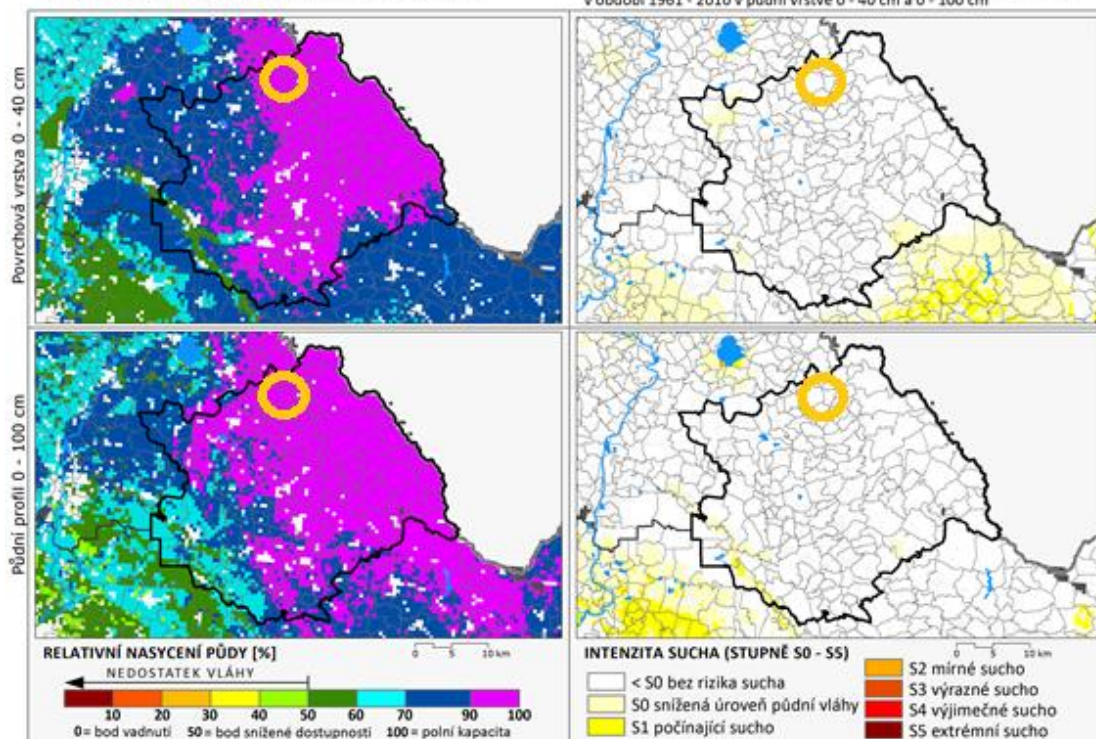 v období 1961 - 2010 v půdní vrstvě 0 - 40 cm a 0 - 100 cm
Povrchová vrstva 0 - 40 cm
Půdní profil 0 - 100 cm
RELATIVNÍ NASYCENÍ PŮDY [%]
0 5 10 km
NEDOSTATEK VLÁHY
10 20 30 40 50 60 70 80 90 100
0= bod vadnutí 50= bod snížené dostupnosti 100= polní kapacita
INTENZITA SUCHA (STUPNĚ S0 - S5)
0 5 10 km
< S0 bez rizika sucha
S0 snížená úroveň půdní vláhy
S1 počínající sucho
S2 mírné sucho
S3 výrazné sucho
S4 výjimečné sucho
S5 extrémní sucho